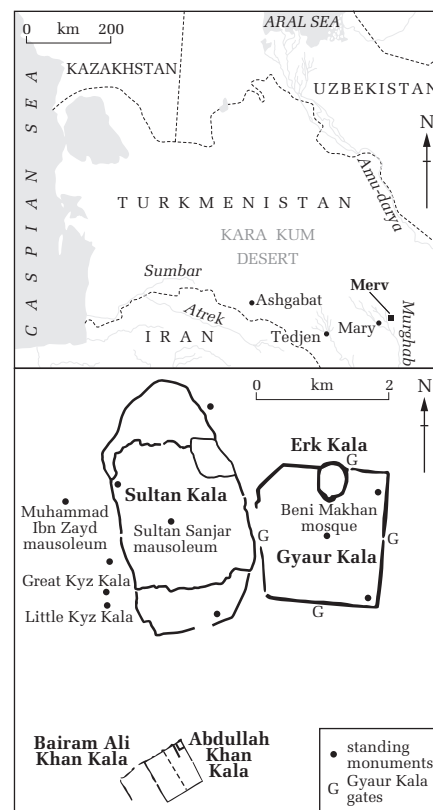 ARAL SEA
0 km 200
KAZAKHSTAN
UZBEKISTAN
N
CASPIAN SEA
Amu-darya
TURKMENISTAN
KARA KUM
DESERT
Sumbar
Merv
Ashgabat
Atrek
Murghab
IRAN
Tedjen
Mary
0 km 2
N
Erk Kala
G
Sultan Kala
Muhammad
Ibn Zayd
mausoleum
Sultan Sanjar
mausoleum
Beni Makhan
mosque
G
G
Gyaur Kala
Great Kyz Kala
Little Kyz Kala
G
Bairam Ali
Khan Kala
Abdullah
Khan
Kala
standing
monuments
G Gyaur Kala
gates